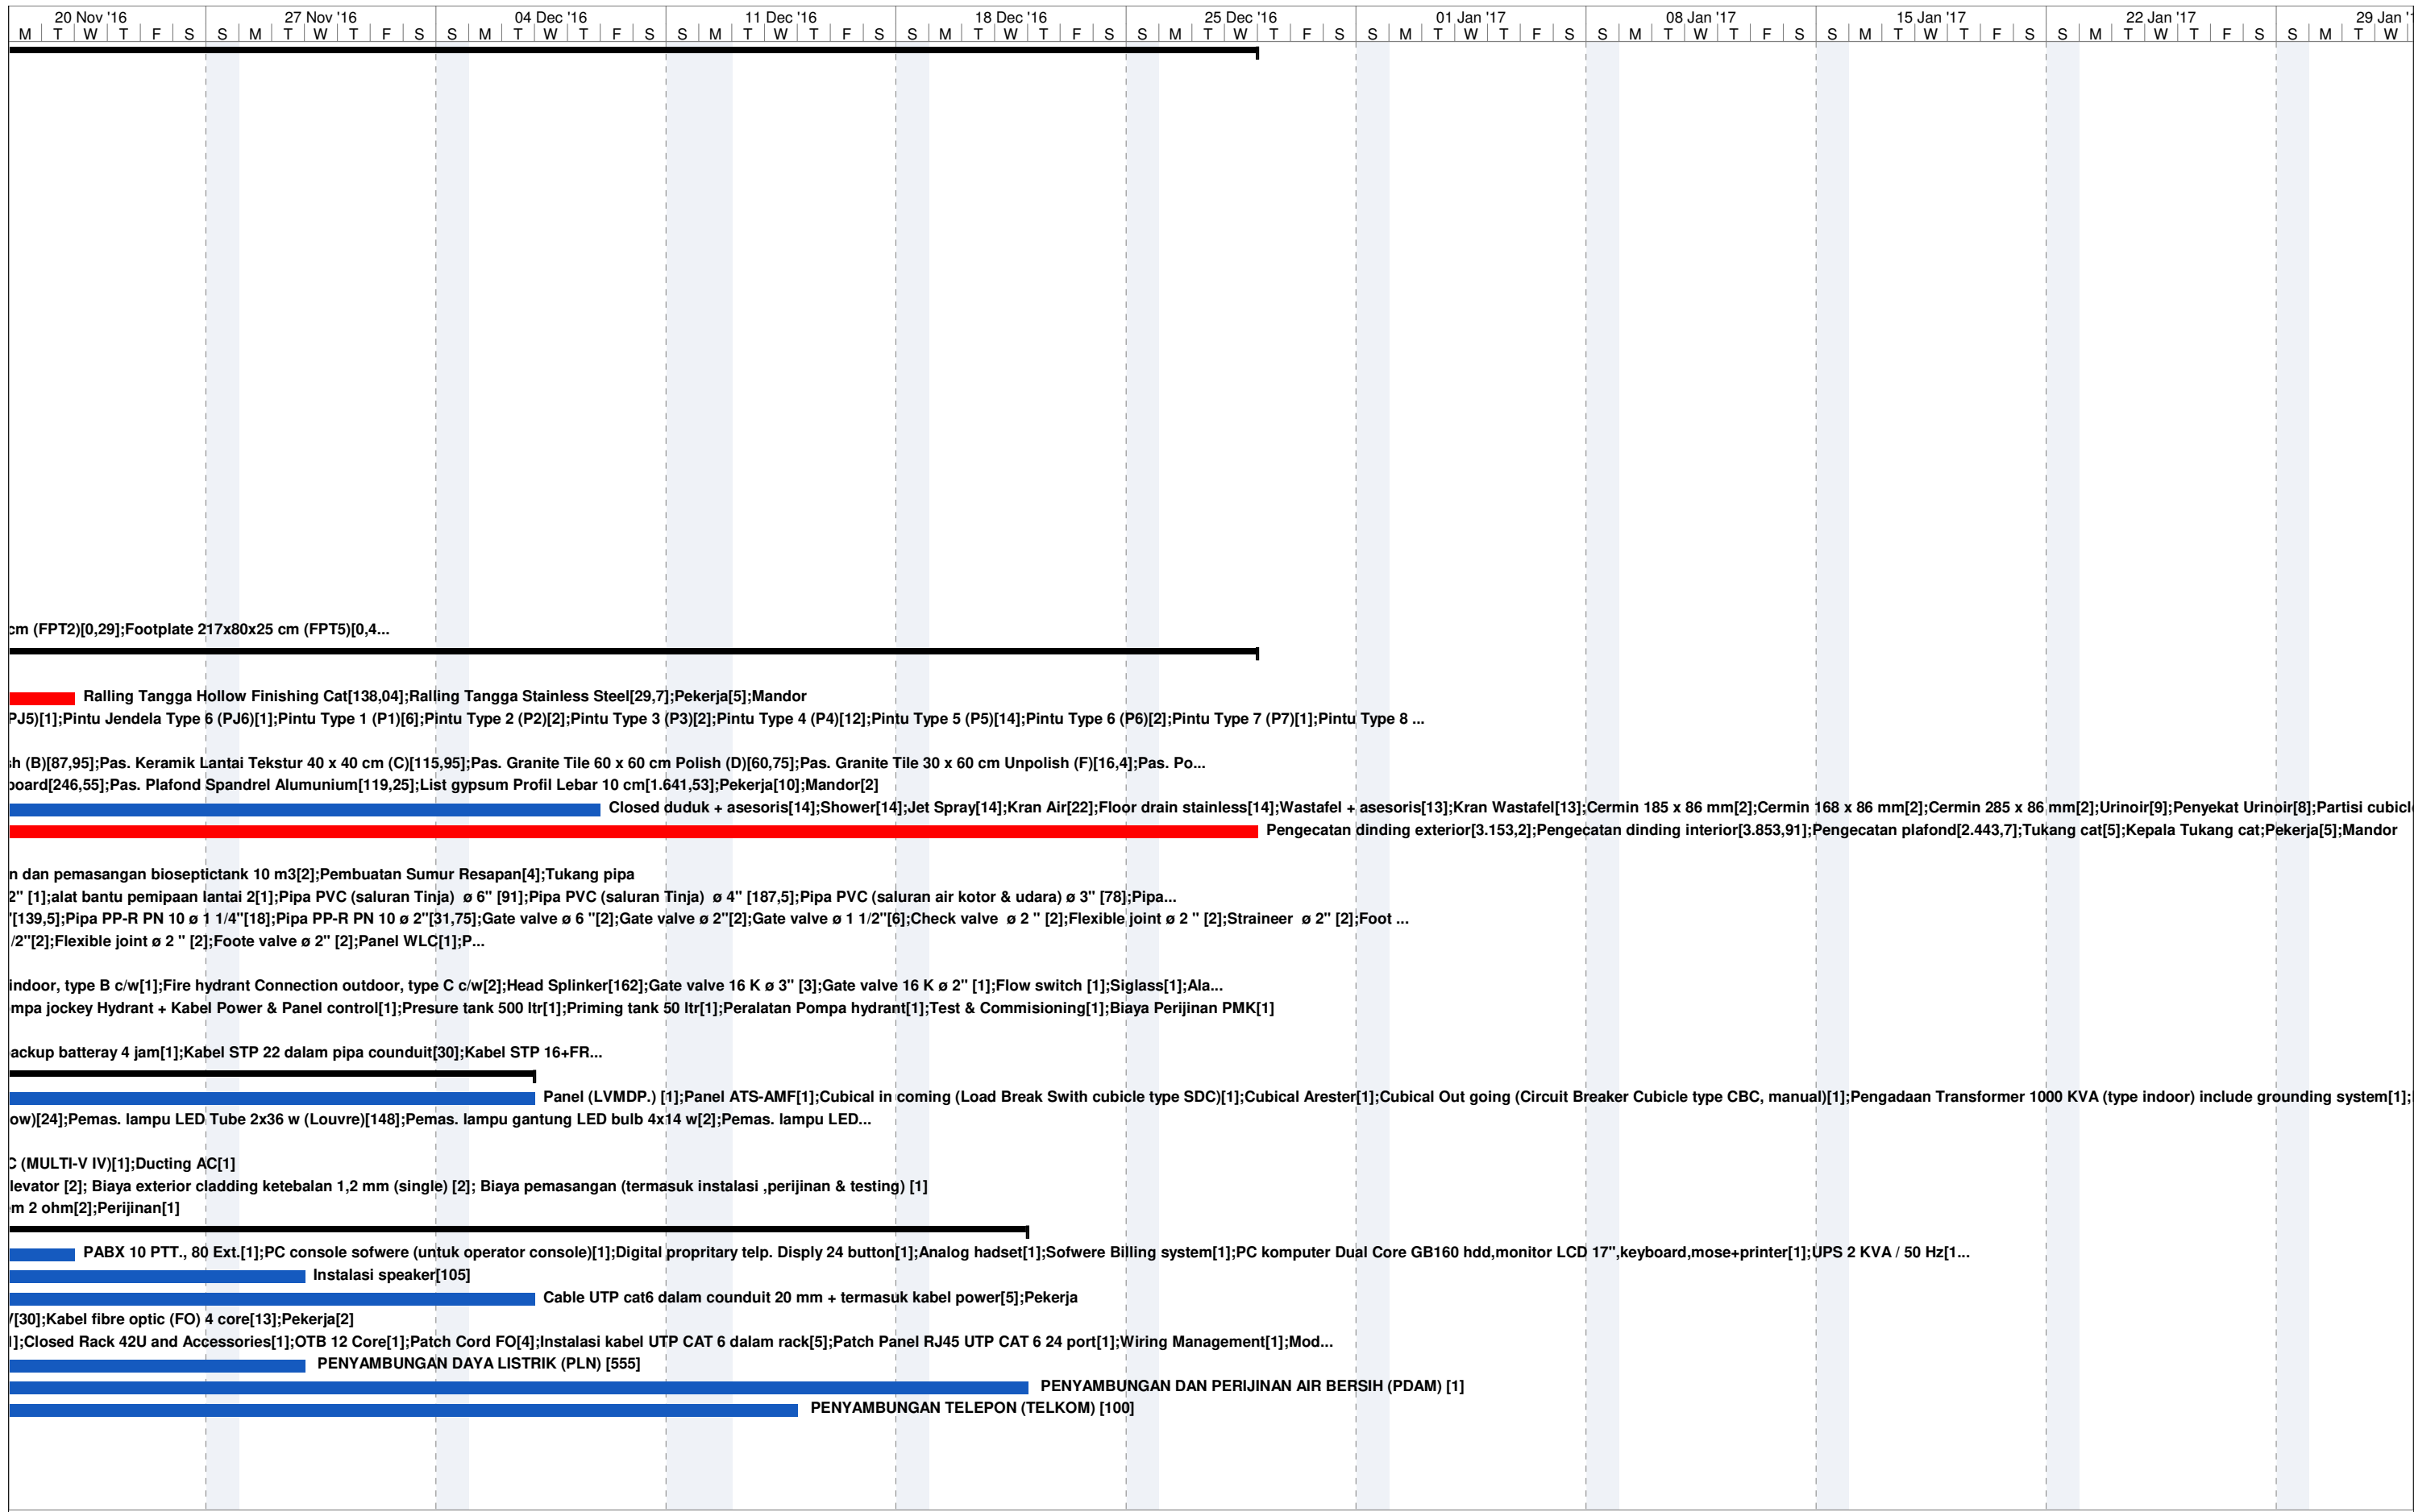 20 Nov '16 27 Nov '16 04 Dec '16 11 Dec '16 18 Dec '16 25 Dec '16 01 Jan '17 08 Jan '17 15 Jan '17 22 Jan '17 29 Jan '
M T W T F S S M T W T F S S M T W T F S S M T W T F S S M T W T F S S M T W T F S S M T W T F S S M T W T F S S M T W T F S S M T W T F S S M T W
cm (FPT2)[0,29];Footplate 217x80x25 cm (FPT5)[0,4...
Ralling Tangga Hollow Finishing Cat[138,04];Ralling Tangga Stainless Steel[29,7];Pekerja[5];Mandor
PJ5)[1];Pintu Jendela Type 6 (PJ6)[1];Pintu Type 1 (P1)[6];Pintu Type 2 (P2)[2];Pintu Type 3 (P3)[2];Pintu Type 4 (P4)[12];Pintu Type 5 (P5)[14];Pintu Type 6 (P6)[2];Pintu Type 7 (P7)[1];Pintu Type 8 ...
h (B)[87,95];Pas. Keramik Lantai Tekstur 40 x 40 cm (C)[115,95];Pas. Granite Tile 60 x 60 cm Polish (D)[60,75];Pas. Granite Tile 30 x 60 cm Unpolish (F)[16,4];Pas. Po...
board[246,55];Pas. Plafond Spandrel Alumunium[119,25];List gypsum Profil Lebar 10 cm[1.641,53];Pekerja[10];Mandor[2]
Closed duduk + asesoris[14];Shower[14];Jet Spray[14];Kran Air[22];Floor drain stainless[14];Wastafel + asesoris[13];Kran Wastafel[13];Cermin 185 x 86 mm[2];Cermin 168 x 86 mm[2];Cermin 285 x 86 mm[2];Urinoir[9];Penyekat Urinoir[8];Partisi cubicl
Pengecatan dinding exterior[3.153,2];Pengecatan dinding interior[3.853,91];Pengecatan plafond[2.443,7];Tukang cat[5];Kepala Tukang cat;Pekerja[5];Mandor
n dan pemasangan bioseptictank 10 m3[2];Pembuatan Sumur Resapan[4];Tukang pipa
2" [1];alat bantu pemipaan lantai 2[1];Pipa PVC (saluran Tinja) ø 6" [91];Pipa PVC (saluran Tinja) ø 4" [187,5];Pipa PVC (saluran air kotor & udara) ø 3" [78];Pipa...
"[139,5];Pipa PP-R PN 10 ø 1 1/4"[18];Pipa PP-R PN 10 ø 2"[31,75];Gate valve ø 6 "[2];Gate valve ø 2"[2];Gate valve ø 1 1/2"[6];Check valve ø 2 " [2];Flexible joint ø 2 " [2];Straineer ø 2" [2];Foot ...
/2"[2];Flexible joint ø 2 " [2];Foote valve ø 2" [2];Panel WLC[1];P...
indoor, type B c/w[1];Fire hydrant Connection outdoor, type C c/w[2];Head Splinker[162];Gate valve 16 K ø 3" [3];Gate valve 16 K ø 2" [1];Flow switch [1];Siglass[1];Ala...
mpa jockey Hydrant + Kabel Power & Panel control[1];Presure tank 500 ltr[1];Priming tank 50 ltr[1];Peralatan Pompa hydrant[1];Test & Commisioning[1];Biaya Perijinan PMK[1]
ackup batteray 4 jam[1];Kabel STP 22 dalam pipa counduit[30];Kabel STP 16+FR...
Panel (LVMDP.) [1];Panel ATS-AMF[1];Cubical in coming (Load Break Swith cubicle type SDC)[1];Cubical Arester[1];Cubical Out going (Circuit Breaker Cubicle type CBC, manual)[1];Pengadaan Transformer 1000 KVA (type indoor) include grounding system[1];
ow)[24];Pemas. lampu LED Tube 2x36 w (Louvre)[148];Pemas. lampu gantung LED bulb 4x14 w[2];Pemas. lampu LED...
C (MULTI-V IV)[1];Ducting AC[1]
levator [2]; Biaya exterior cladding ketebalan 1,2 mm (single) [2]; Biaya pemasangan (termasuk instalasi ,perijinan & testing) [1]
m 2 ohm[2];Perijinan[1]
PABX 10 PTT., 80 Ext.[1];PC console sofwere (untuk operator console)[1];Digital propritary telp. Disply 24 button[1];Analog hadset[1];Sofwere Billing system[1];PC komputer Dual Core GB160 hdd,monitor LCD 17",keyboard,mose+printer[1];UPS 2 KVA / 50 Hz[1...
Instalasi speaker[105]
Cable UTP cat6 dalam counduit 20 mm + termasuk kabel power[5];Pekerja
/[30];Kabel fibre optic (FO) 4 core[13];Pekerja[2]
1];Closed Rack 42U and Accessories[1];OTB 12 Core[1];Patch Cord FO[4];Instalasi kabel UTP CAT 6 dalam rack[5];Patch Panel RJ45 UTP CAT 6 24 port[1];Wiring Management[1];Mod...
PENYAMBUNGAN DAYA LISTRIK (PLN) [555]
PENYAMBUNGAN DAN PERIJINAN AIR BERSIH (PDAM) [1]
PENYAMBUNGAN TELEPON (TELKOM) [100]